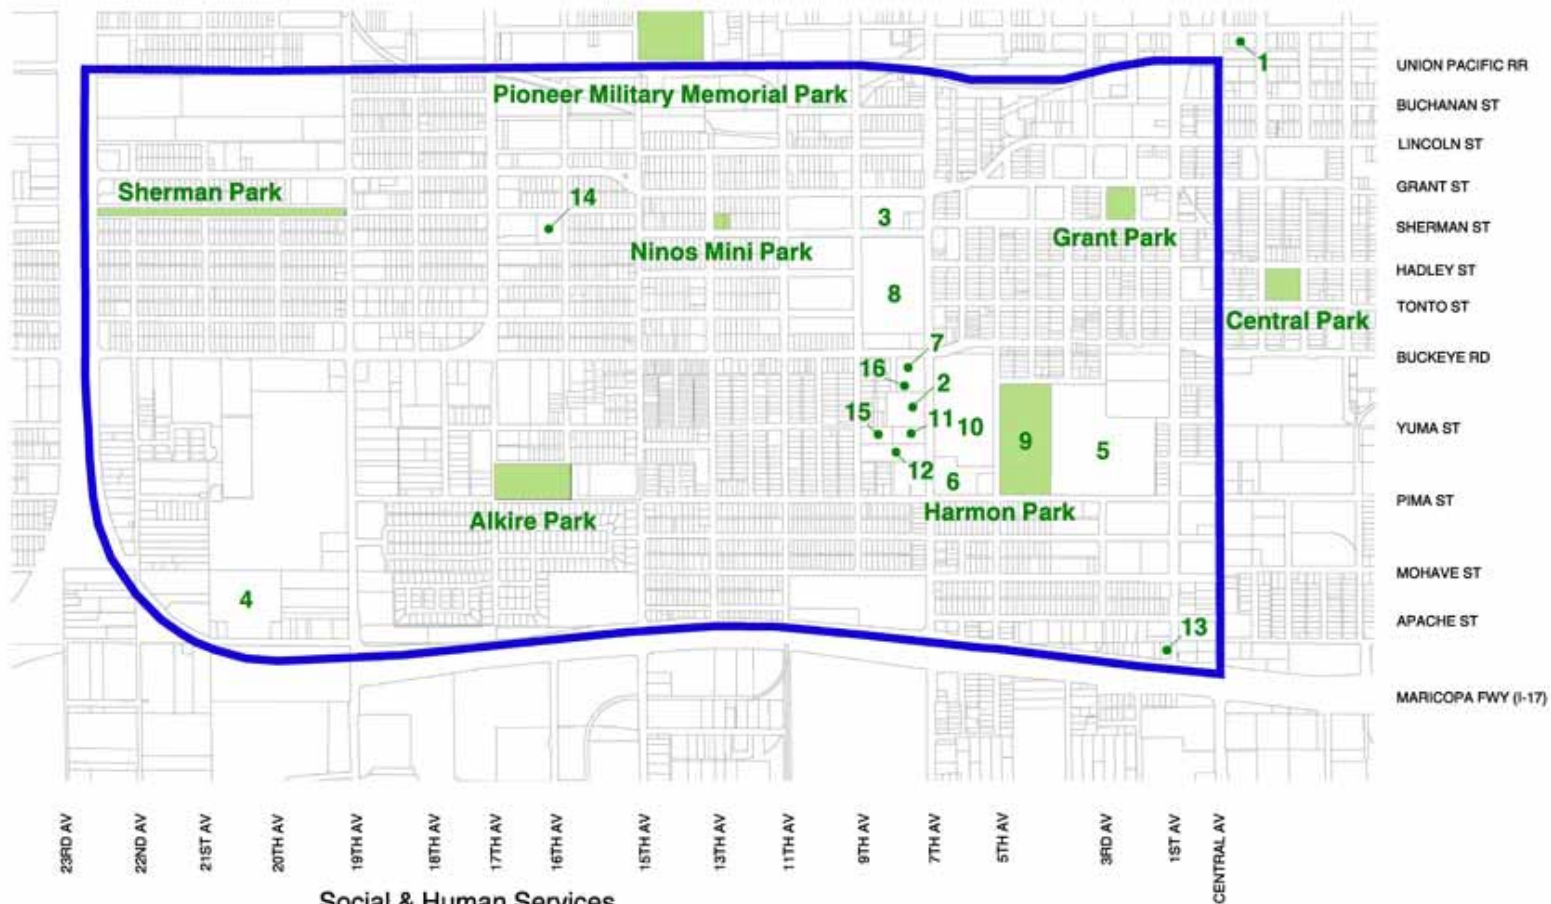 1
UNION PACIFIC RR
Pioneer Military Memorial Park
BUCHANAN ST
LINCOLN ST
GRANT ST
Sherman Park
14
3
SHERMAN ST
Ninos Mini Park
Grant Park
HADLEY ST
8
TONTO ST
Central Park
7
BUCKEYE RD
16
2
15
11
10
YUMA ST
9
5
12
6
PIMA ST
Alkire Park
Harmon Park
MOHAVE ST
4
APACHE ST
13
MARICOPA FWY (I-17)
23RD AV
22ND AV
21ST AV
20TH AV
19TH AV
18TH AV
17TH AV
16TH AV
15TH AV
13TH AV
11TH AV
9TH AV
7TH AV
5TH AV
3RD AV
1ST AV
CENTRAL AV
Social & Human Services